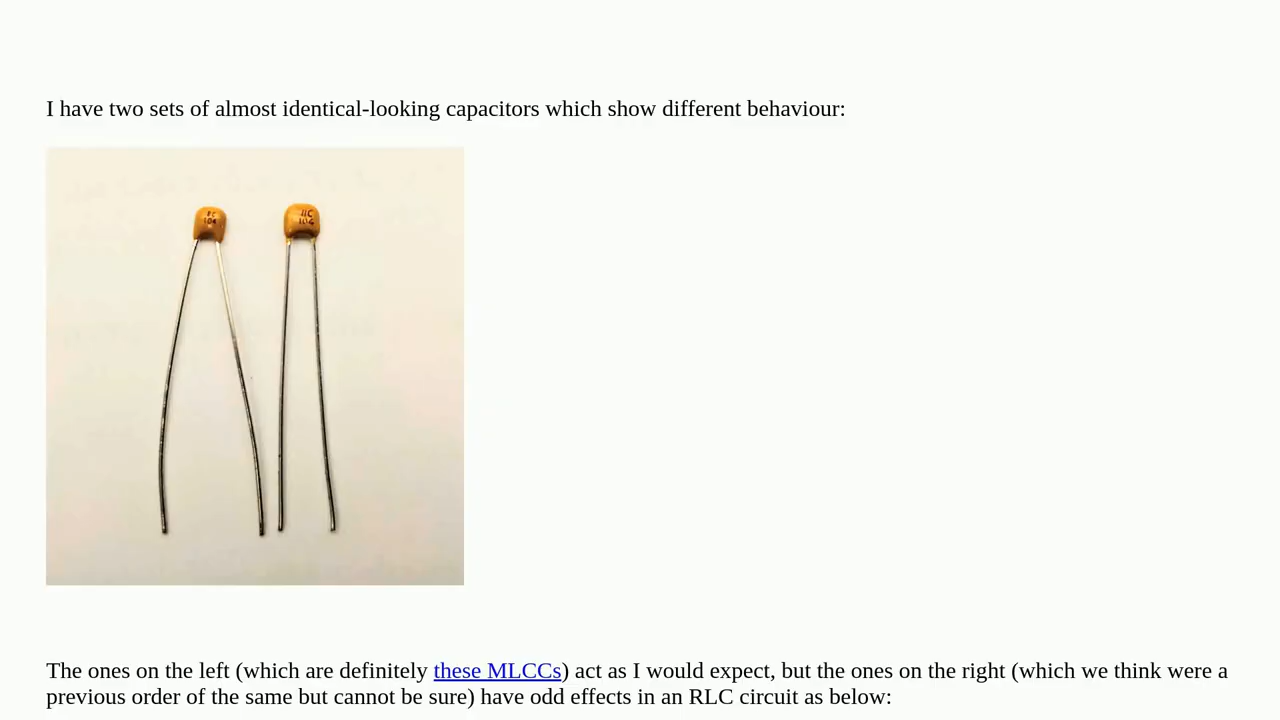 I have two sets of almost identical-looking capacitors which show different behaviour:
104
104
The ones on the left (which are definitely these MLCCs) act as I would expect, but the ones on the right (which we think were a
previous order of the same but cannot be sure) have odd effects in an RLC circuit as below: